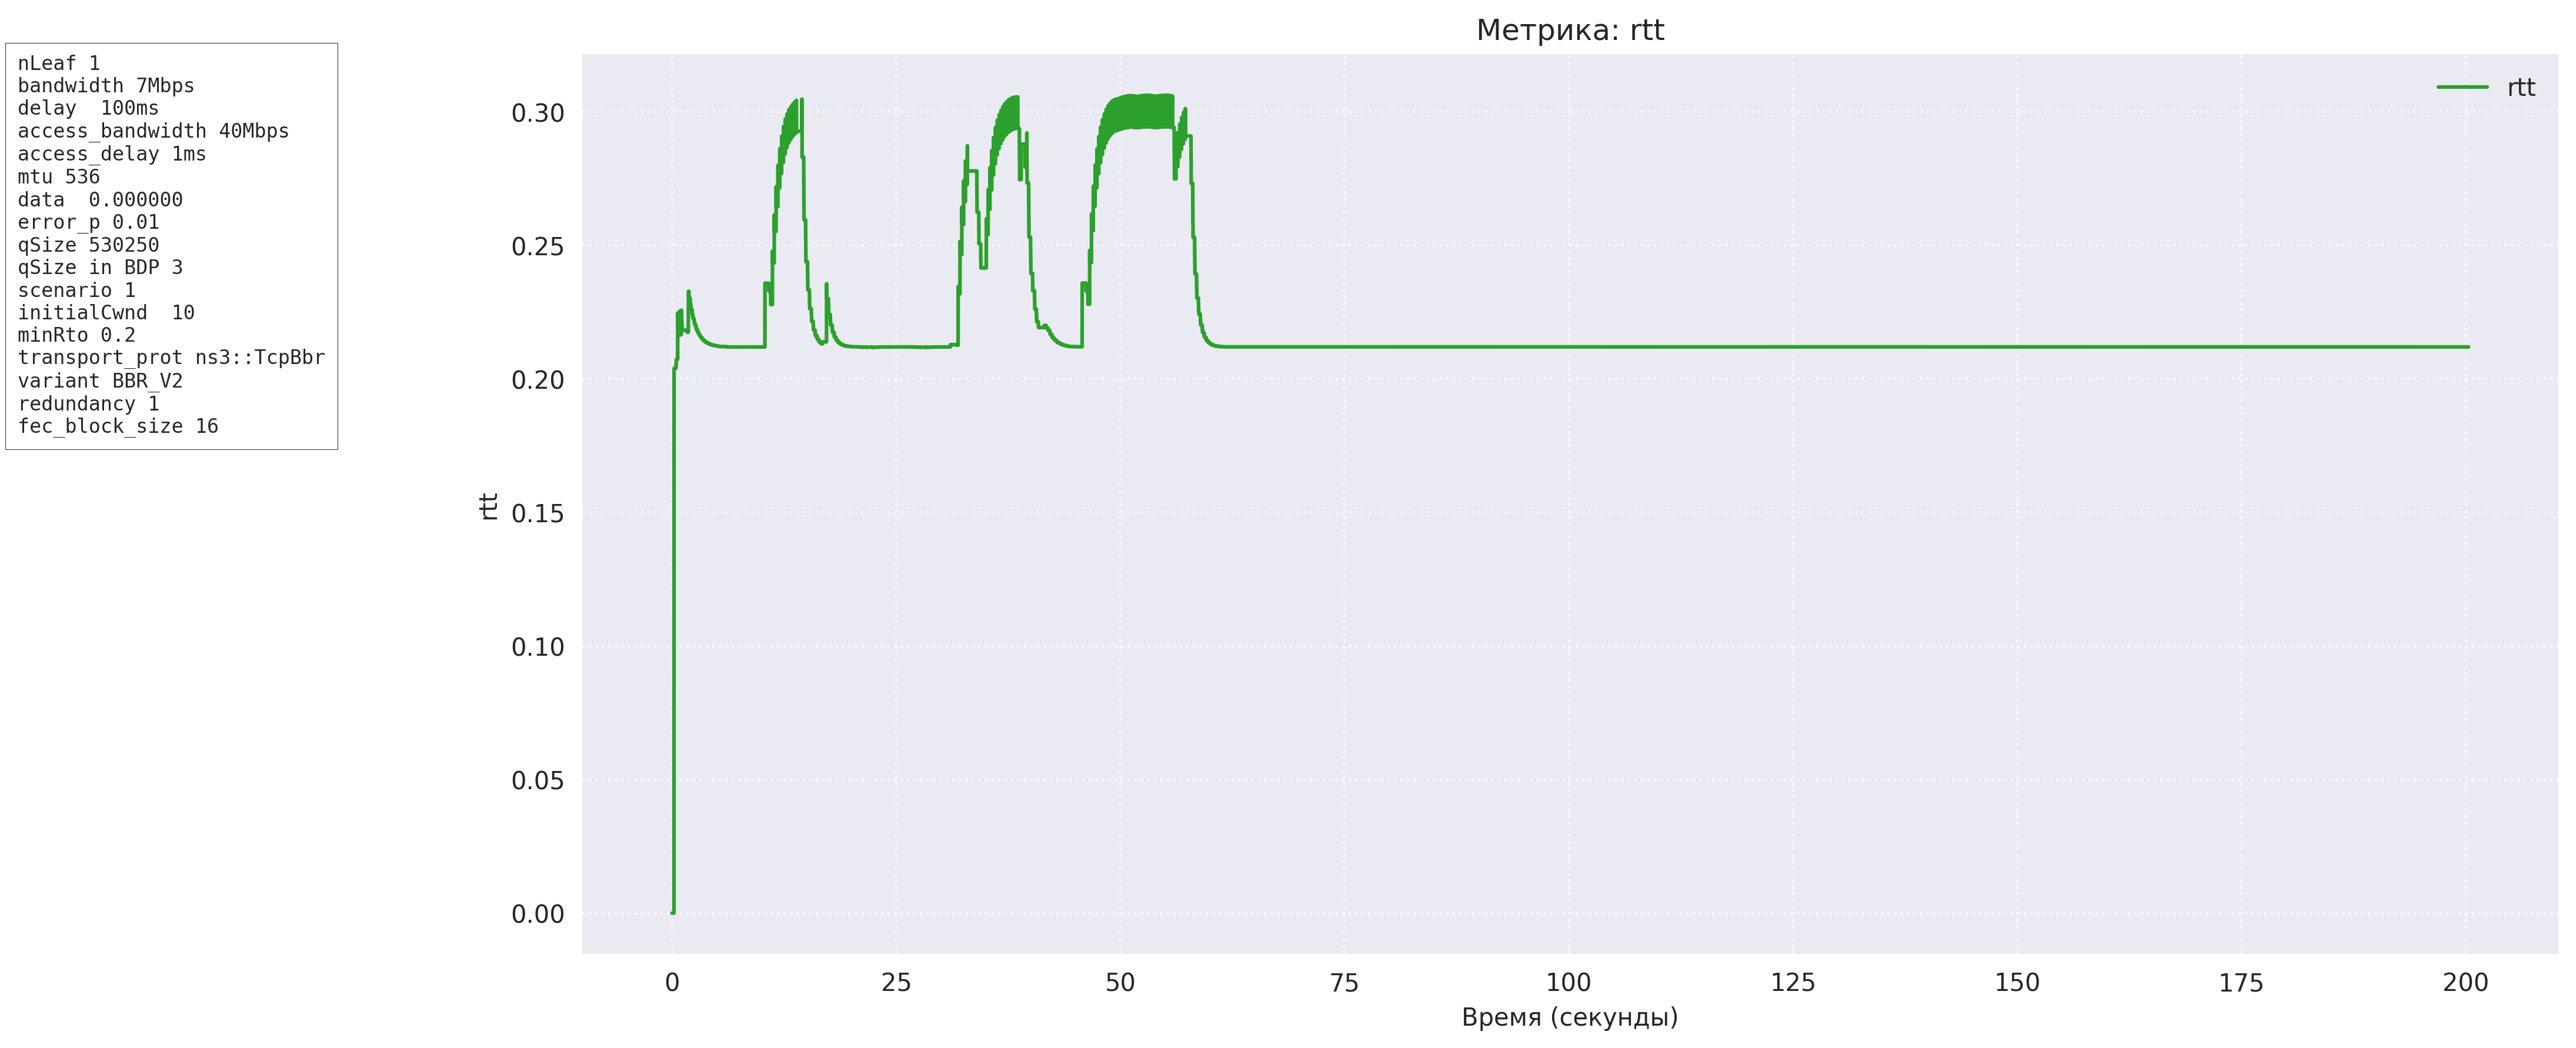 Метрика: rtt
nLeaf 1
bandwidth 7Mbps
delay  100ms
access_bandwidth 40Mbps
access_delay 1ms
mtu 536
data  0.000000
error_p 0.01
qSize 530250
qSize in BDP 3
scenario 1
initialCwnd  10
minRto 0.2
transport_prot ns3::TcpBbr
variant BBR_V2
redundancy 1
fec_block_size 16
rtt
rtt
0.30
0.25
0.20
0.15
0.10
0.05
0.00
0 25 50 75 100 125 150 175 200
Время (секунды)